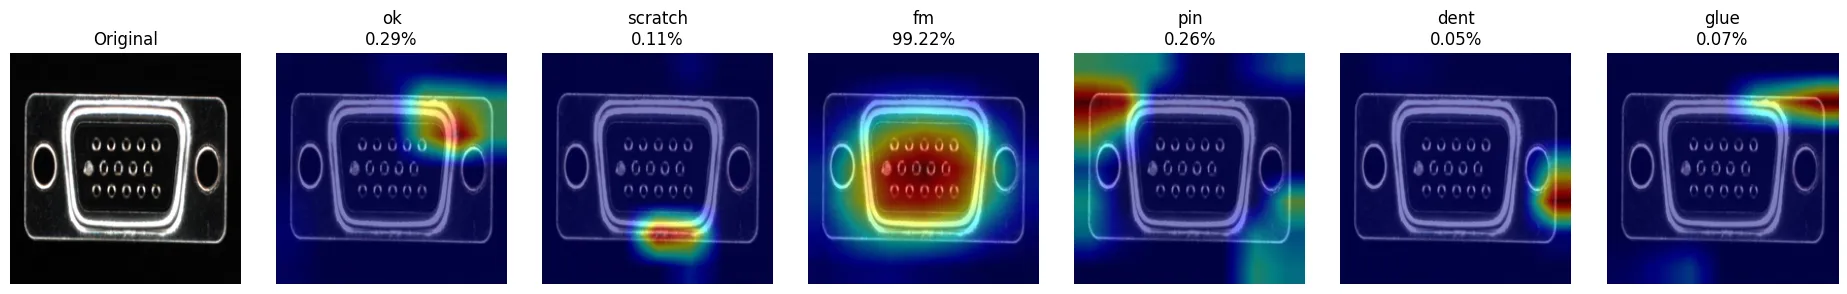 Original
ok
0.29%
scratch
0.11%
fm
99.22%
pin
0.26%
dent
0.05%
glue
0.07%